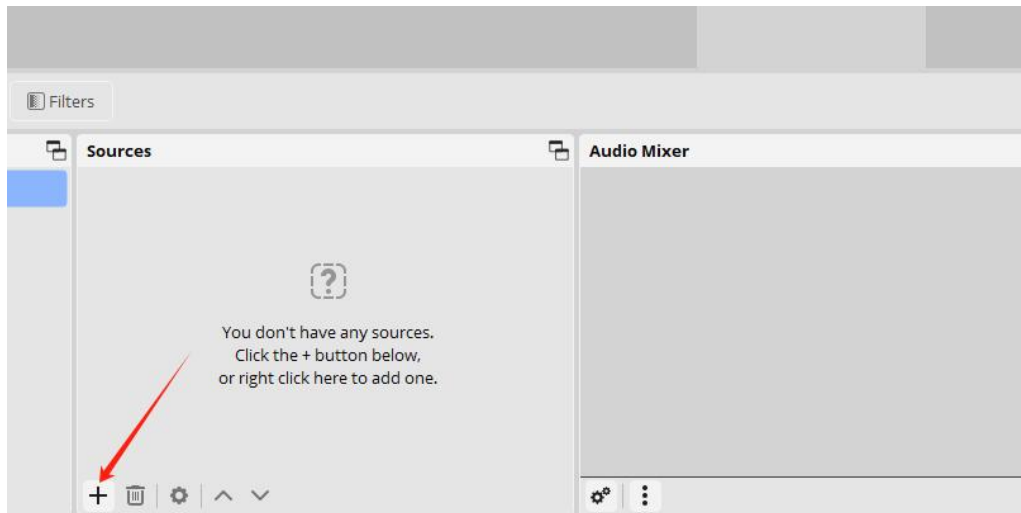 Filters
Sources
Audio Mixer
You don't have any sources.
Click the + button below,
or right click here to add one.